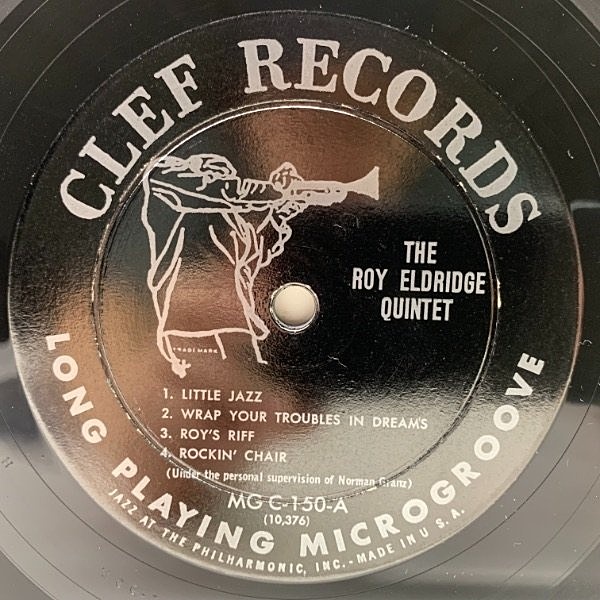 CLEF RECORDS
THE
ROY ELDRIDGE
QUINTET
TRADE MARK
1. LITTLE JAZZ
2. WRAP YOUR TROUBLES IN DREAMS
3. ROY'S RIFF
4. ROCKIN' CHAIR
(Under the personal supervision of Norman Granz)
MG C-150-A
(10,376)
LONG PLAYING MICROGROOVE
JAZZ AT THE PHILHARMONIC, INC. - MADE IN U.S.A.